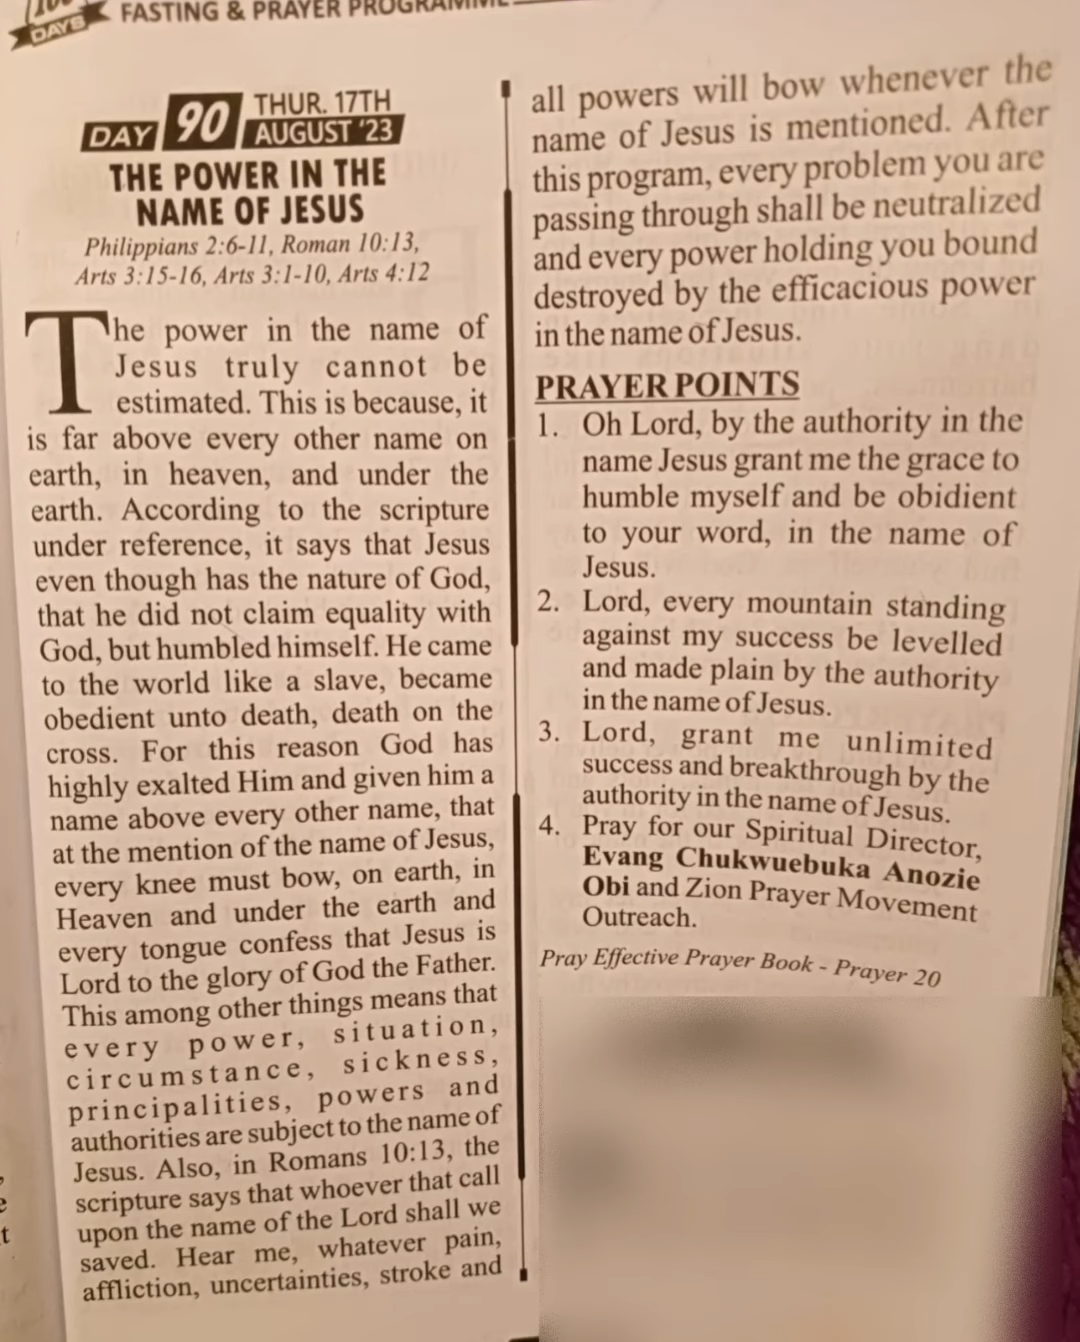 100
DAYS
FASTING & PRAYER PROGRAMME
DAY 90 THUR. 17TH
AUGUST '23
THE POWER IN THE
NAME OF JESUS
Philippians 2:6-11, Roman 10:13,
Arts 3:15-16, Arts 3:1-10, Arts 4:12
The power in the name of
Jesus truly cannot be
estimated. This is because, it
is far above every other name on
earth, in heaven, and under the
earth. According to the scripture
under reference, it says that Jesus
even though has the nature of God,
that he did not claim equality with
God, but humbled himself. He came
to the world like a slave, became
obedient unto death, death on the
cross. For this reason God has
highly exalted Him and given him a
name above every other name, that
at the mention of the name of Jesus,
every knee must bow, on earth, in
Heaven and under the earth and
every tongue confess that Jesus is
Lord to the glory of God the Father.
This among other things means that
every power, situation,
circumstance, sickness,
principalities, powers and
authorities are subject to the name of
Jesus. Also, in Romans 10:13, the
scripture says that whoever that call
upon the name of the Lord shall we
saved. Hear me, whatever pain,
affliction, uncertainties, stroke and
all powers will bow whenever the
name of Jesus is mentioned. After
this program, every problem you are
passing through shall be neutralized
and every power holding you bound
destroyed by the efficacious power
in the name of Jesus.
PRAYER POINTS
1. Oh Lord, by the authority in the
name Jesus grant me the grace to
humble myself and be obidient
to your word, in the name of
Jesus.
2. Lord, every mountain standing
against my success be levelled
and made plain by the authority
in the name of Jesus.
3. Lord, grant me unlimited
success and breakthrough by the
authority in the name of Jesus.
4. Pray for our Spiritual Director,
Evang Chukwuebuka Anozie
Obi and Zion Prayer Movement
Outreach.
Pray Effective Prayer Book - Prayer 20